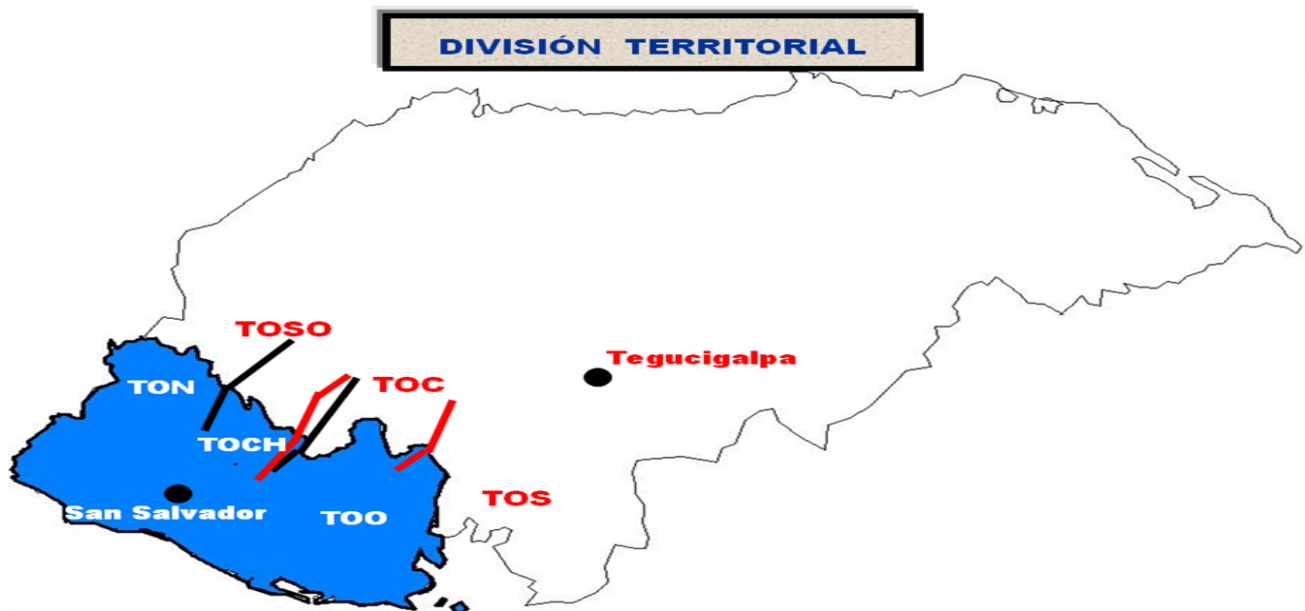 DIVISIÓN TERRITORIAL
TOSO
Tegucigalpa
TON
TOC
TOCH
TOS
San Salvador
TOO